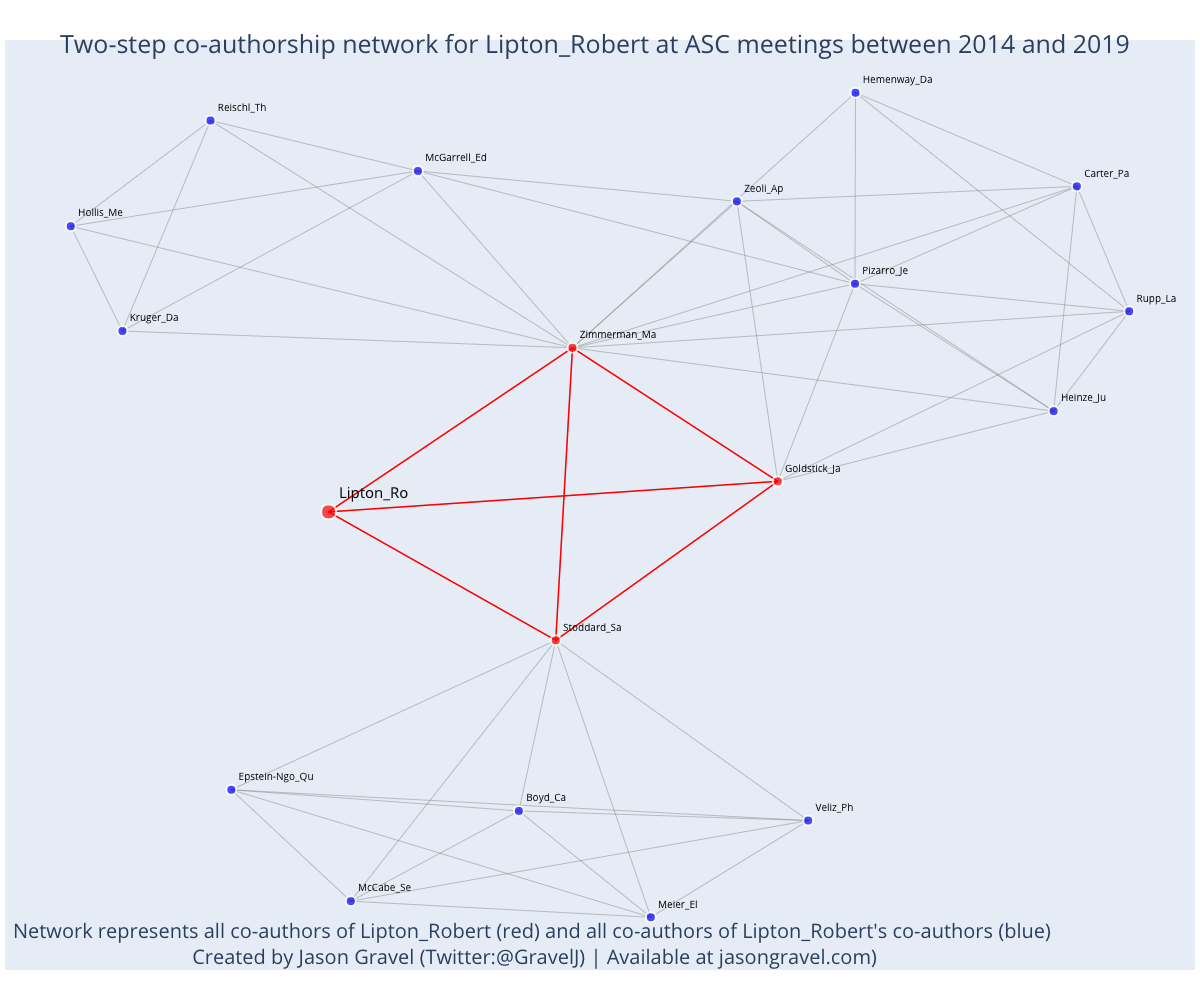 Two-step co-authorship network for Lipton_Robert at ASC meetings between 2014 and 2019
Hemenway_Da
Reischl_Th
McGarrell_Ed
Carter_Pa
Zeoli_Ap
Hollis_Me
Pizarro_Je
Rupp_La
Kruger_Da
Zimmerman_Ma
Heinze_Ju
Goldstick_Ja
Lipton_Ro
Stoddard_Sa
Epstein-Ngo_Qu
Boyd_Ca
Veliz_Ph
McCabe_Se
Meier_El
Network represents all co-authors of Lipton_Robert (red) and all co-authors of Lipton_Robert's co-authors (blue)
Created by Jason Gravel (Twitter:@GravelJ) | Available at jasongravel.com)